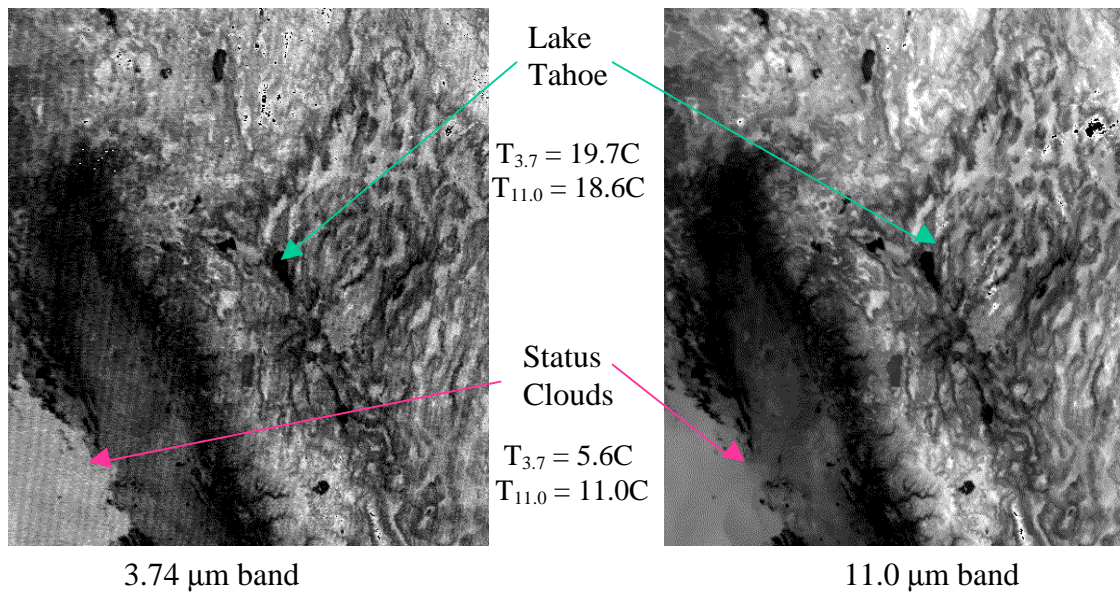 Lake
Tahoe
T3.7 = 19.7C
T11.0 = 18.6C
Status
Clouds
T3.7 = 5.6C
T11.0 = 11.0C
3.74 μm band
11.0 μm band